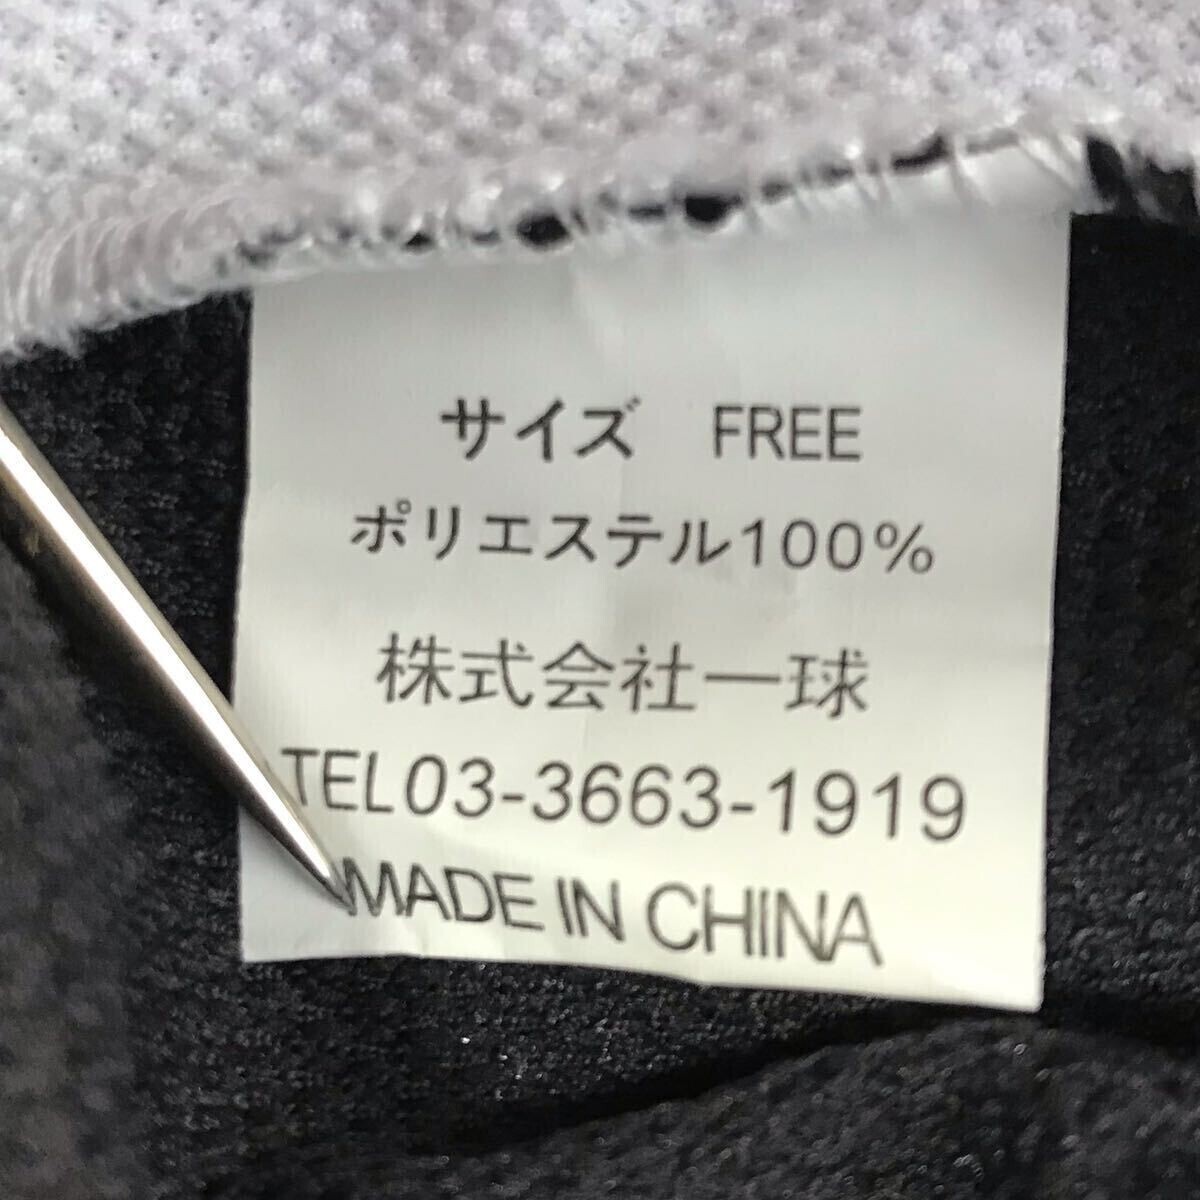 サイズ FREE
ポリエステル100%
株式会社一球
TEL03-3663-1919
MADE IN CHINA